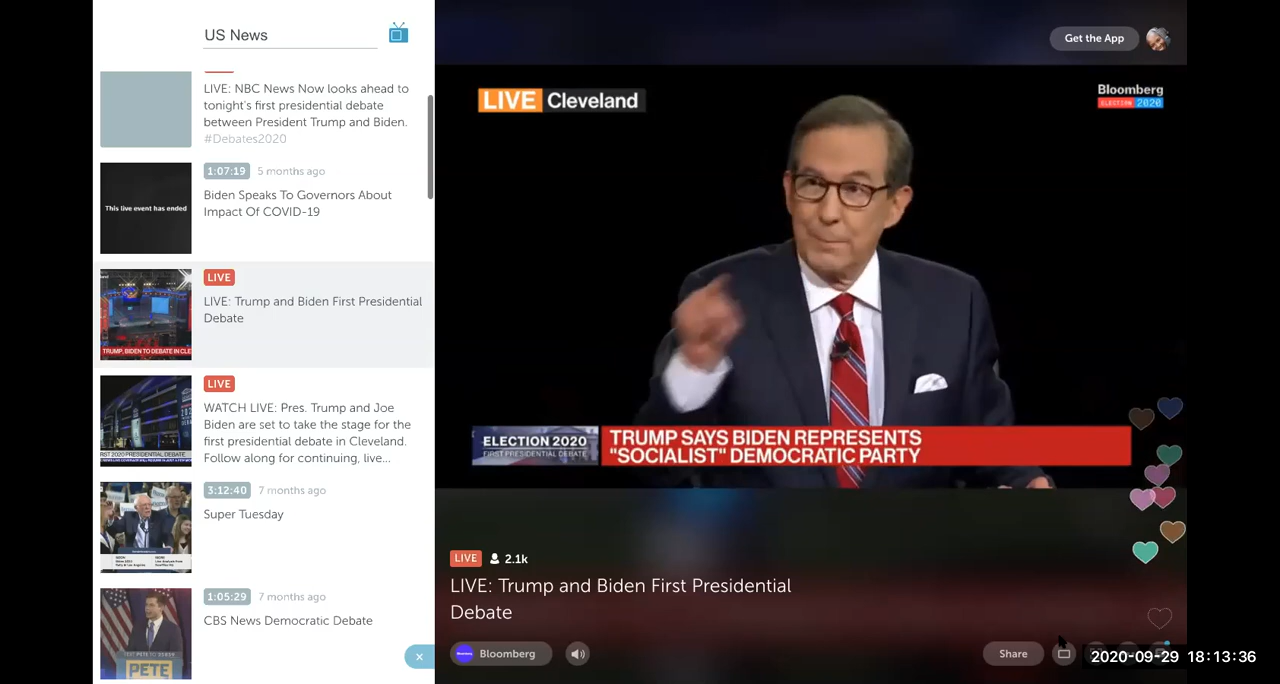 US News
LIVE: NBC News Now looks ahead to
tonight's first presidential debate
between President Trump and Biden.
#Debates2020
This live event has ended
1:07:19 5 months ago
Biden Speaks To Governors About
Impact Of COVID-19
LIVE
LIVE: Trump and Biden First Presidential
Debate
TRUMP, BIDEN TO DEBATE IN CLE
LIVE
WATCH LIVE: Pres. Trump and Joe
Biden are set to take the stage for the
first presidential debate in Cleveland.
Follow along for continuing, live...
RST 2020 PRESIDENTIAL DEBATE
3:12:40 7 months ago
Super Tuesday
1:05:29 7 months ago
CBS News Democratic Debate
PETE
×
Get the App
LIVE Cleveland
Bloomberg
ELECTION 2020
ELECTION 2020
FIRST PRESIDENTIAL DEBATE
TRUMP SAYS BIDEN REPRESENTS
"SOCIALIST" DEMOCRATIC PARTY
LIVE 2.1k
LIVE: Trump and Biden First Presidential
Debate
Bloomberg
Share
2020-09-29 18:13:36